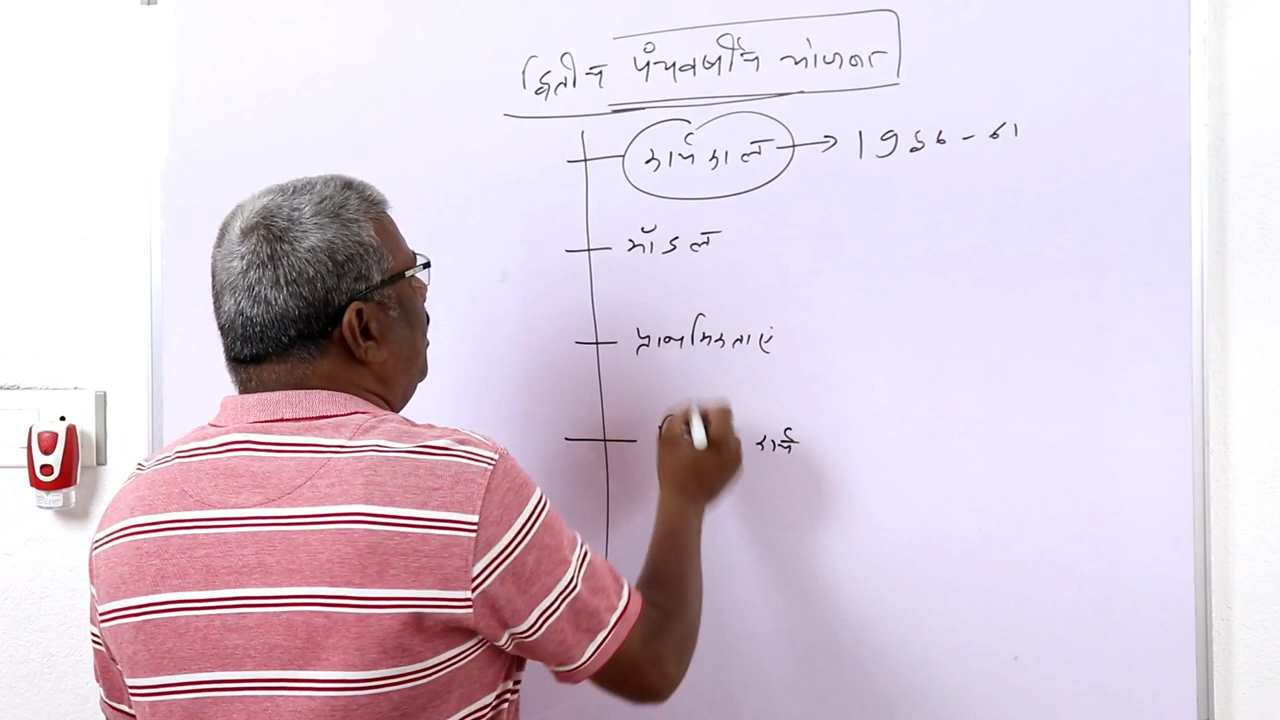 द्वितीय पंचवर्षीय योजना
कार्यकाल → 1956-61
मॉडल
प्राथमिकताएं
कार्य